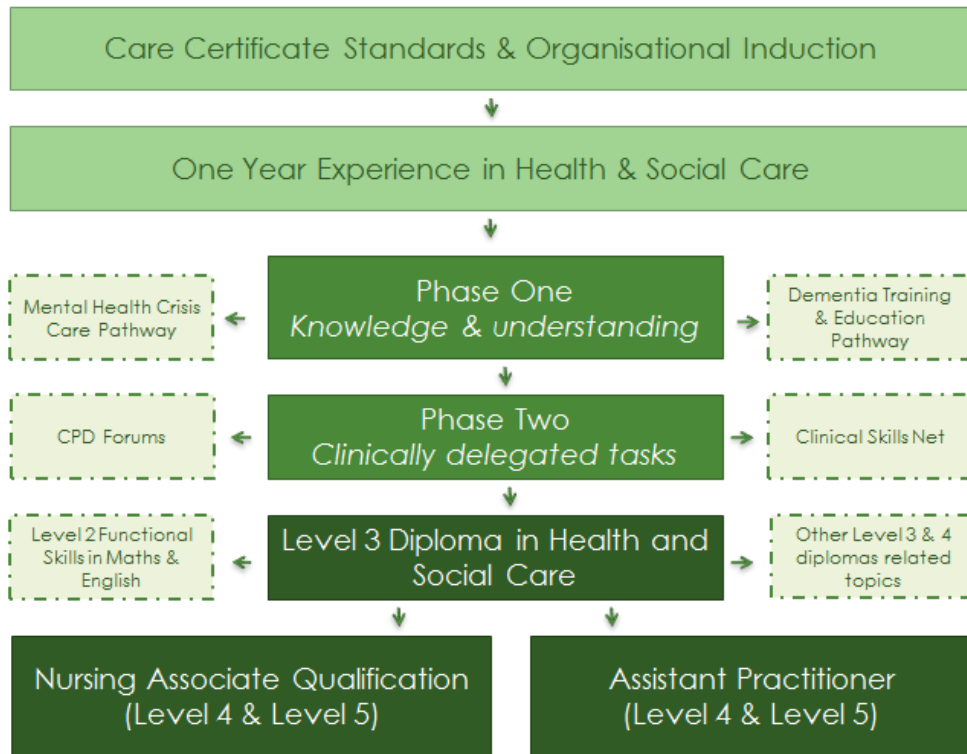 Care Certificate Standards & Organisational Induction
One Year Experience in Health & Social Care
Phase One
Knowledge & understanding
Mental Health Crisis
Care Pathway
Dementia Training
& Education
Pathway
Phase Two
Clinically delegated tasks
CPD Forums
Clinical Skills Net
Level 3 Diploma in Health and
Social Care
Level 2 Functional
Skills in Maths &
English
Other Level 3 & 4
diplomas related
topics
Nursing Associate Qualification
(Level 4 & Level 5)
Assistant Practitioner
(Level 4 & Level 5)